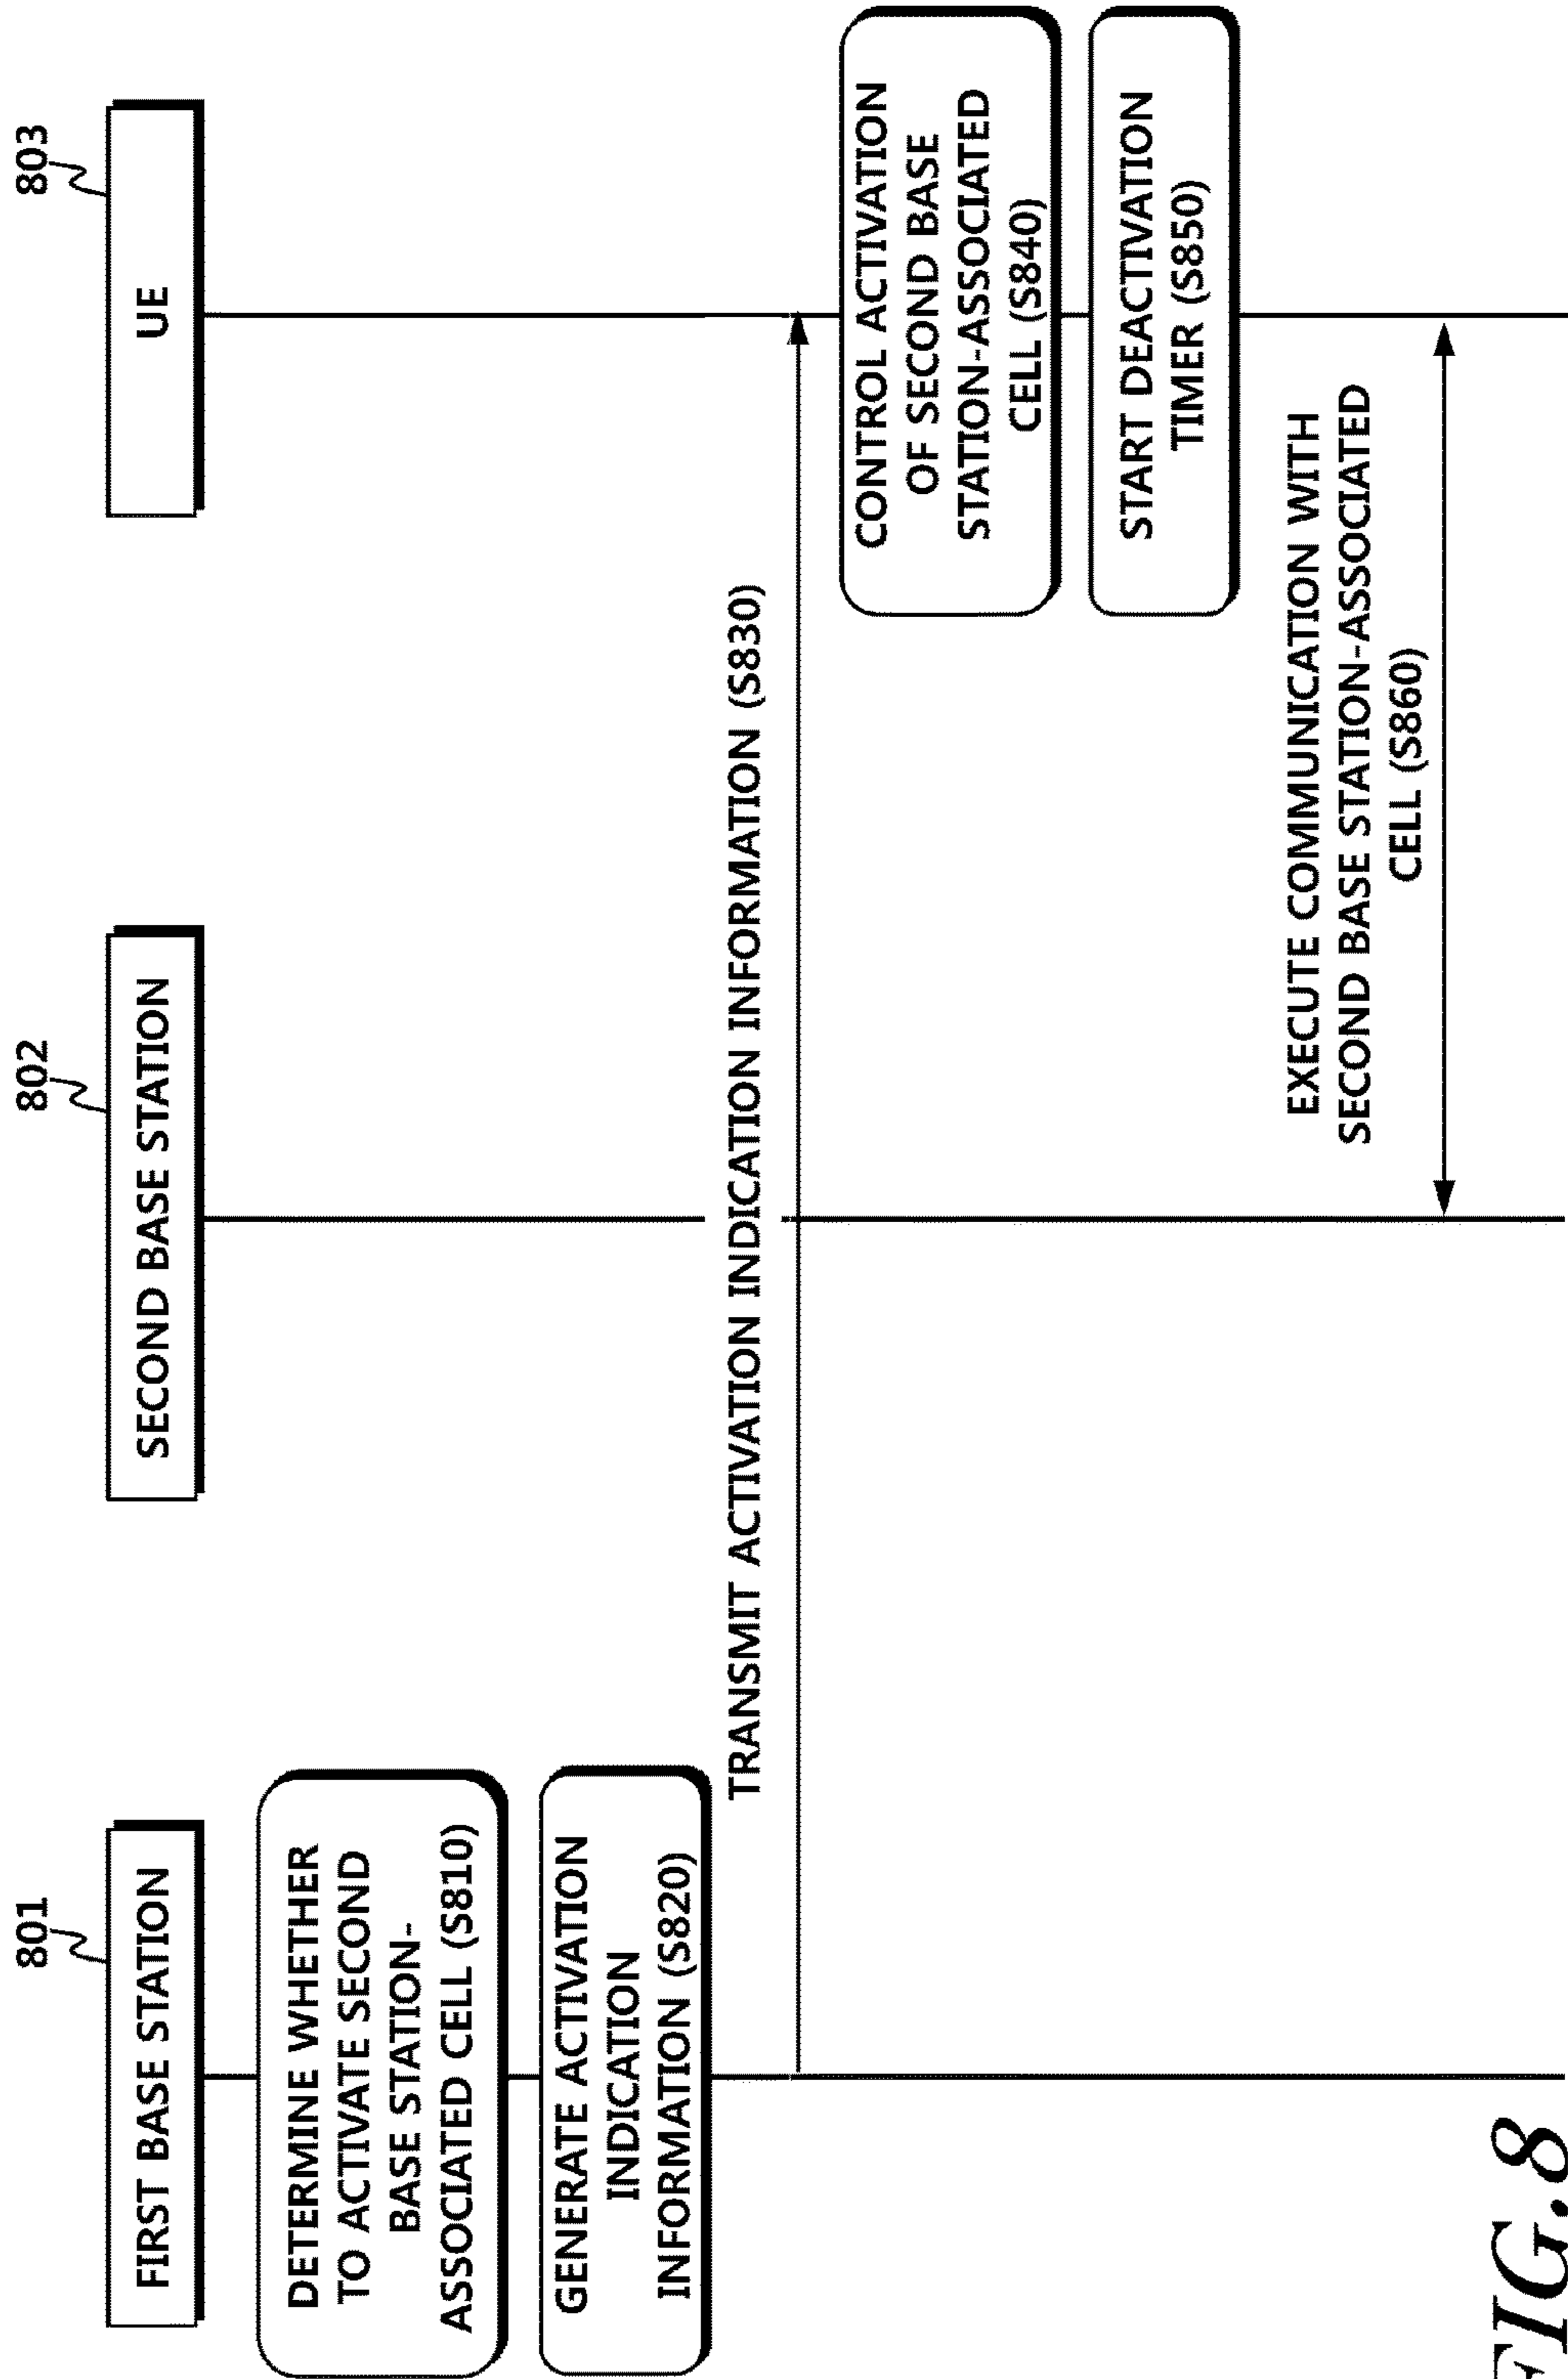 801
802
803
FIRST BASE STATION
SECOND BASE STATION
UE
DETERMINE WHETHER
TO ACTIVATE SECOND
BASE STATION-
ASSOCIATED CELL (S810)
GENERATE ACTIVATION
INDICATION
INFORMATION (S820)
TRANSMIT ACTIVATION INDICATION INFORMATION (S830)
CONTROL ACTIVATION
OF SECOND BASE
STATION-ASSOCIATED
CELL (S840)
START DEACTIVATION
TIMER (S850)
EXECUTE COMMUNICATION WITH
SECOND BASE STATION-ASSOCIATED
CELL (S860)
FIG.8